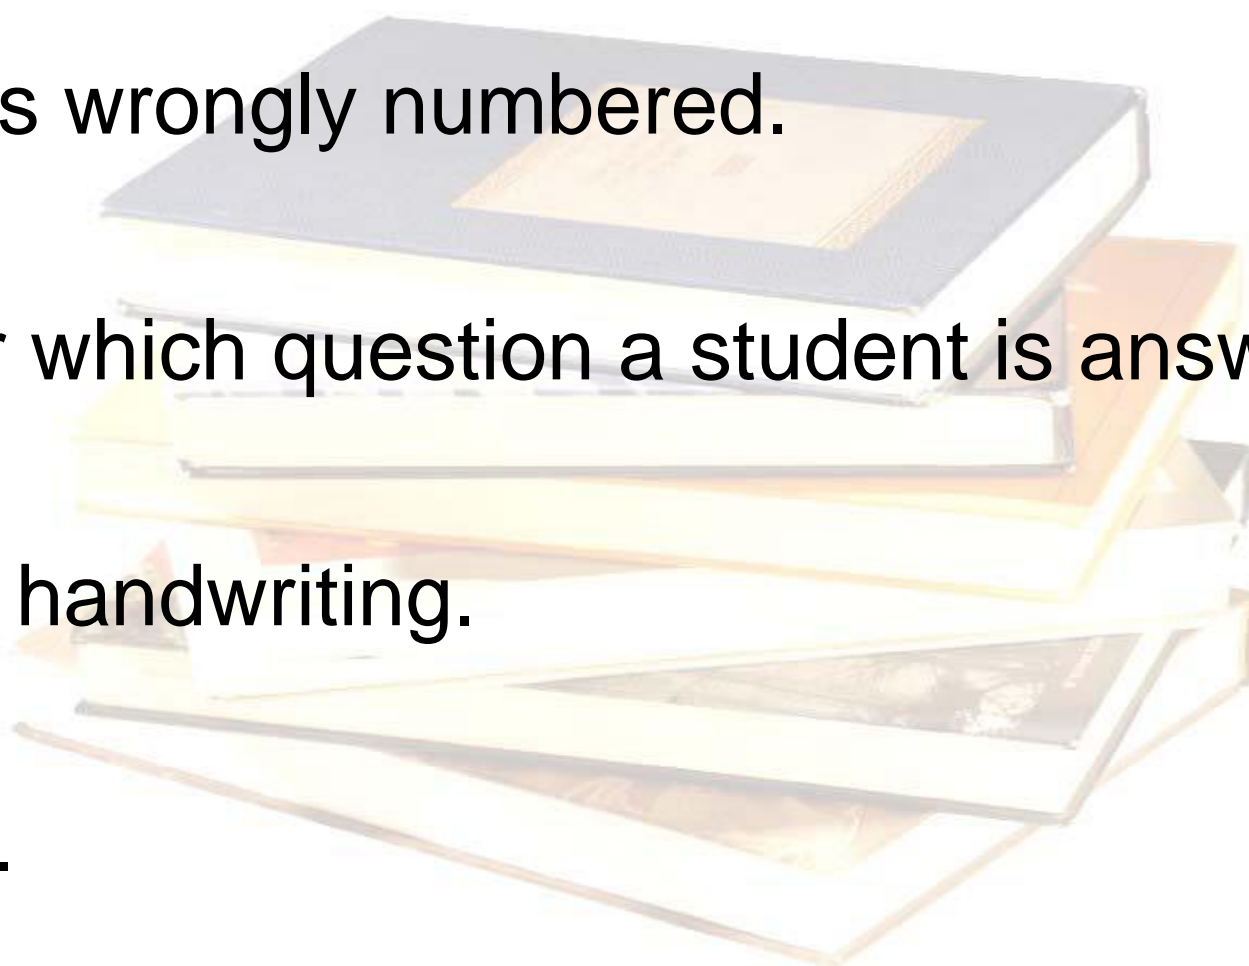 s wrongly numbered.
which question a student is answ
handwriting.
.